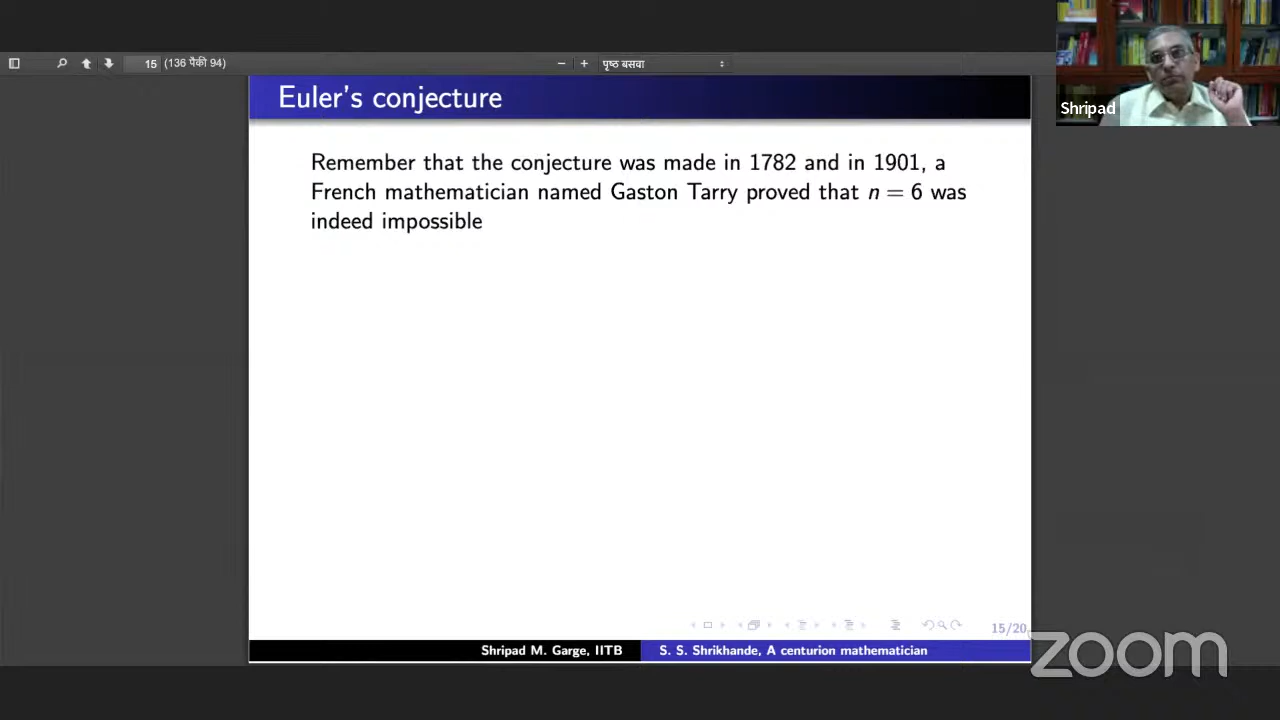 15 (136 पैकी 94)
− + पृष्ठ बसवा
Shripad
Euler's conjecture
Remember that the conjecture was made in 1782 and in 1901, a
French mathematician named Gaston Tarry proved that n = 6 was
indeed impossible
15/20
Shripad M. Garge, IITB S. S. Shrikhande, A centurion mathematician
zoom